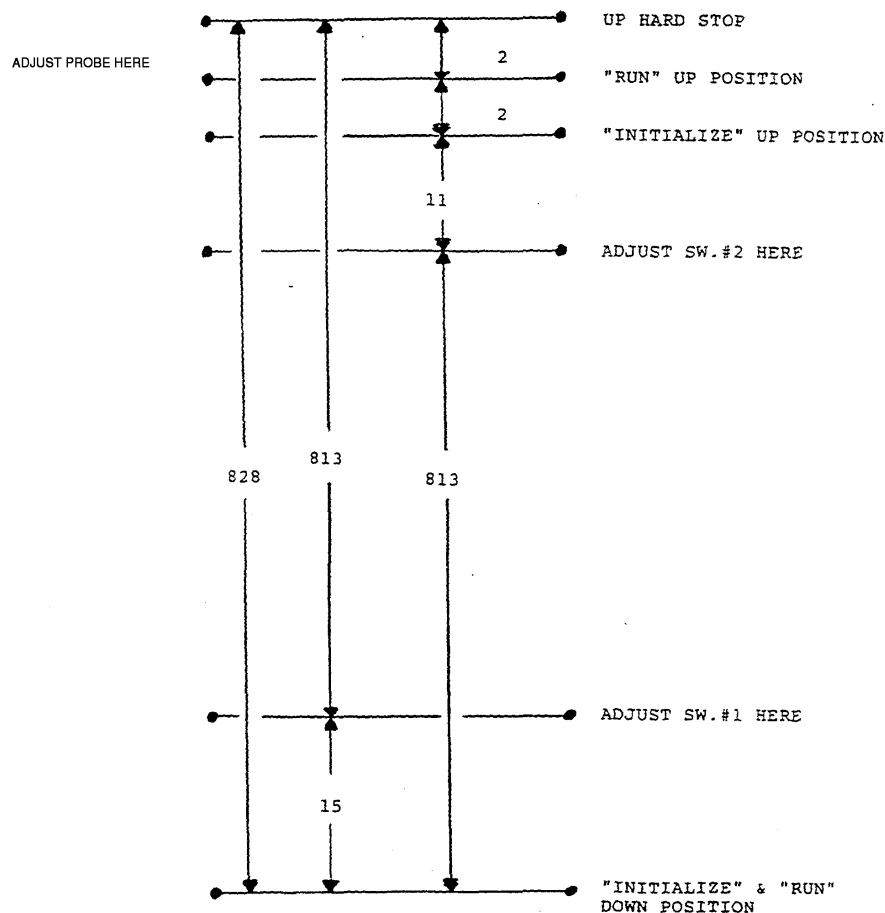 UP HARD STOP
ADJUST PROBE HERE
2
"RUN" UP POSITION
2
"INITIALIZE" UP POSITION
11
ADJUST SW.#2 HERE
828
813
813
ADJUST SW.#1 HERE
15
"INITIALIZE" & "RUN"
DOWN POSITION